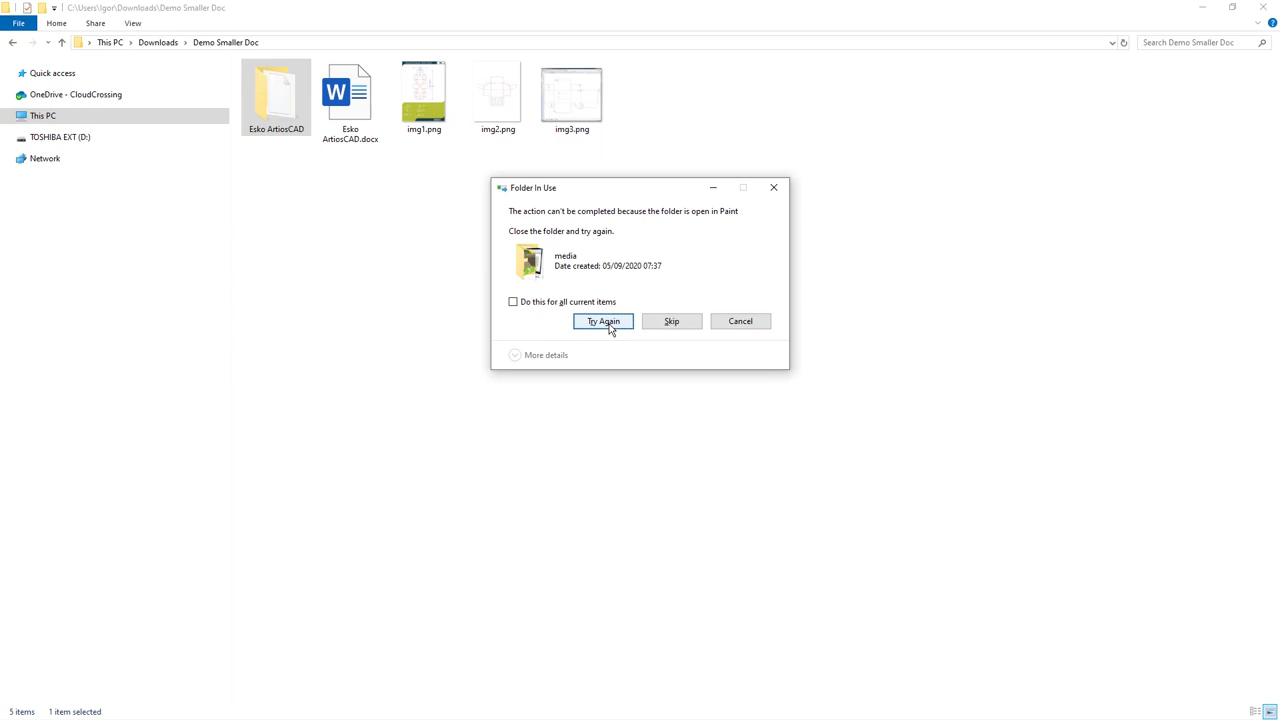 C:\Users\Igor\Downloads\Demo Smaller Doc
File Home Share View
This PC Downloads Demo Smaller Doc
Search Demo Smaller Doc
Quick access
OneDrive - CloudCrossing
This PC
TOSHIBA EXT (D:)
Network
Esko ArtiosCAD
Esko
ArtiosCAD.docx
img1.png
img2.png
img3.png
Folder In Use
The action can't be completed because the folder is open in Paint
Close the folder and try again.
media
Date created: 05/09/2020 07:37
Do this for all current items
Try Again Skip Cancel
More details
5 items 1 item selected